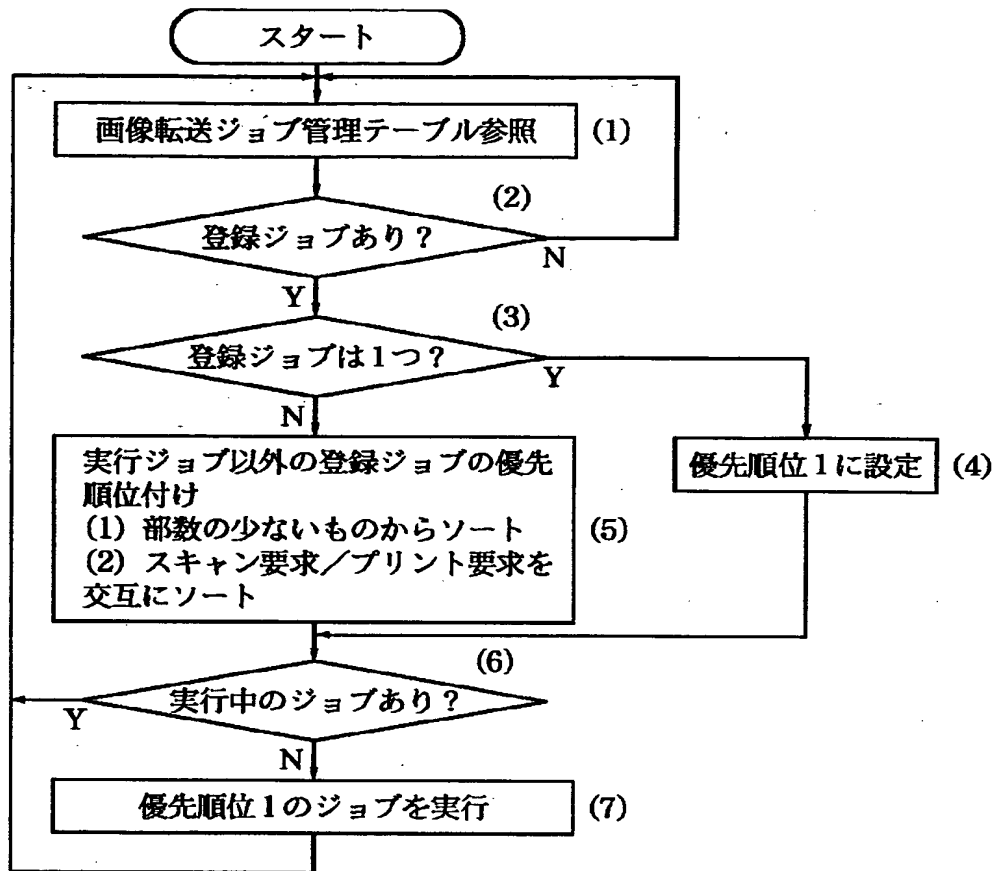 スタート
画像転送ジョブ管理テーブル参照 (1)
(2)
登録ジョブあり?
N
Y
(3)
登録ジョブは1つ?
Y
N
実行ジョブ以外の登録ジョブの優先
順位付け
(1) 部数の少ないものからソート
(2) スキャン要求/プリント要求を
交互にソート
(5)
優先順位1に設定 (4)
(6)
実行中のジョブあり?
Y
N
優先順位1のジョブを実行 (7)